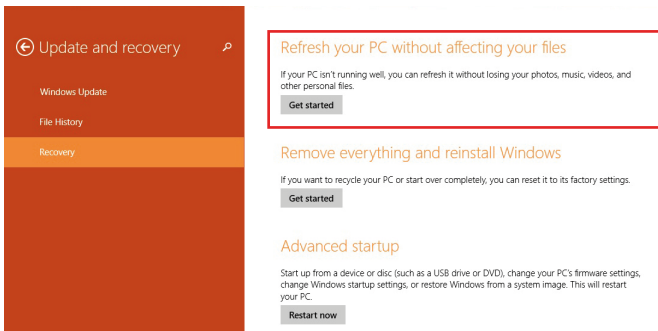 Update and recovery
Windows Update
File History
Recovery
Refresh your PC without affecting your files
If your PC isn't running well, you can refresh it without losing your photos, music, videos, and
other personal files.
Get started
Remove everything and reinstall Windows
If you want to recycle your PC or start over completely, you can reset it to its factory settings.
Get started
Advanced startup
Start up from a device or disc (such as a USB drive or DVD), change your PC's firmware settings,
change Windows startup settings, or restore Windows from a system image. This will restart
your PC.
Restart now